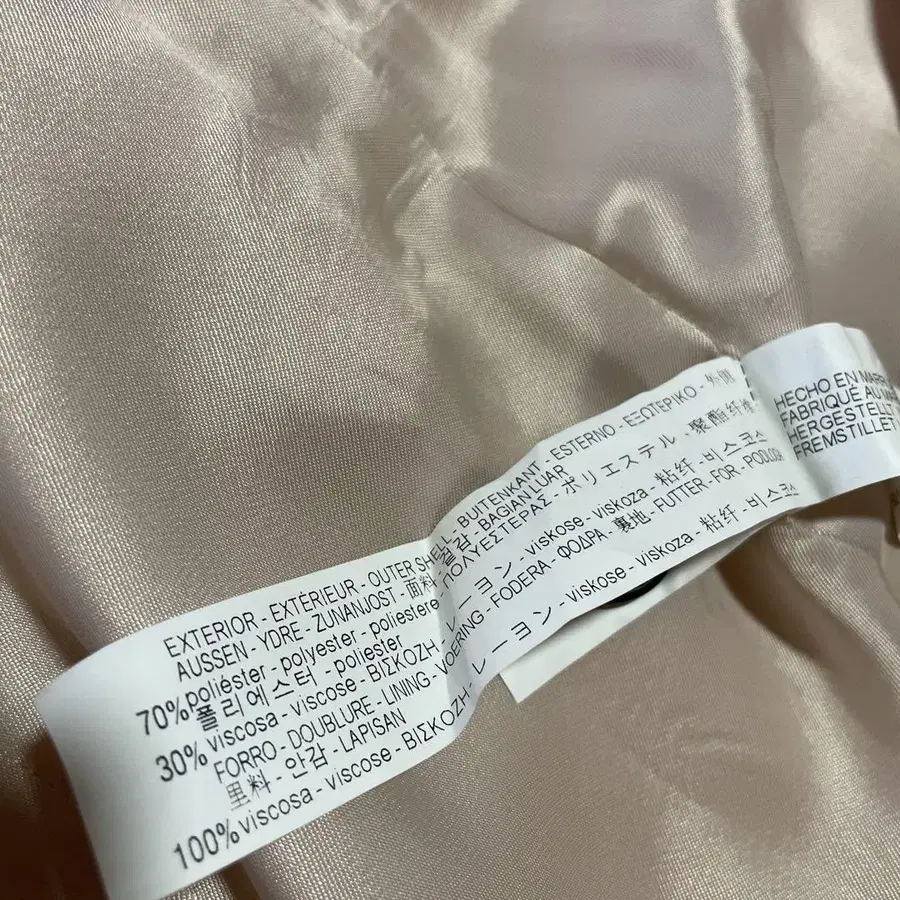 EXTERIOR - EXTÉRIEUR - OUTER SHELL - BUITENKANT - ESTERNO - ΕΞΩΤΕΡΙΚΟ - 外側
AUSSEN - YDRE - ZUNANJOST - 面料 - 겉감 - BAGIAN LUAR
70% poliéster - polyester - poliestere - ΠΟΛΥΕΣΤΕΡΑΣ - ポリエステル - 聚酯纤维
폴리에스터 - poliester
30% viscosa - viscose - ΒΙΣΚΟΖΗ - レーヨン - viskose - viskoza - 粘纤 - 비스코스
FORRO - DOUBLURE - LINING - VOERING - FODERA - ΦΟΔΡΑ - 裏地 - FUTTER - FOR - PODLOGA
里料 - 안감 - LAPISAN
100% viscosa - viscose - ΒΙΣΚΟΖΗ - レーヨン - viskose - viskoza - 粘纤 - 비스코스
HECHO EN
FABRIQUÉ AU
HERGESTELLT
FREMSTILLET